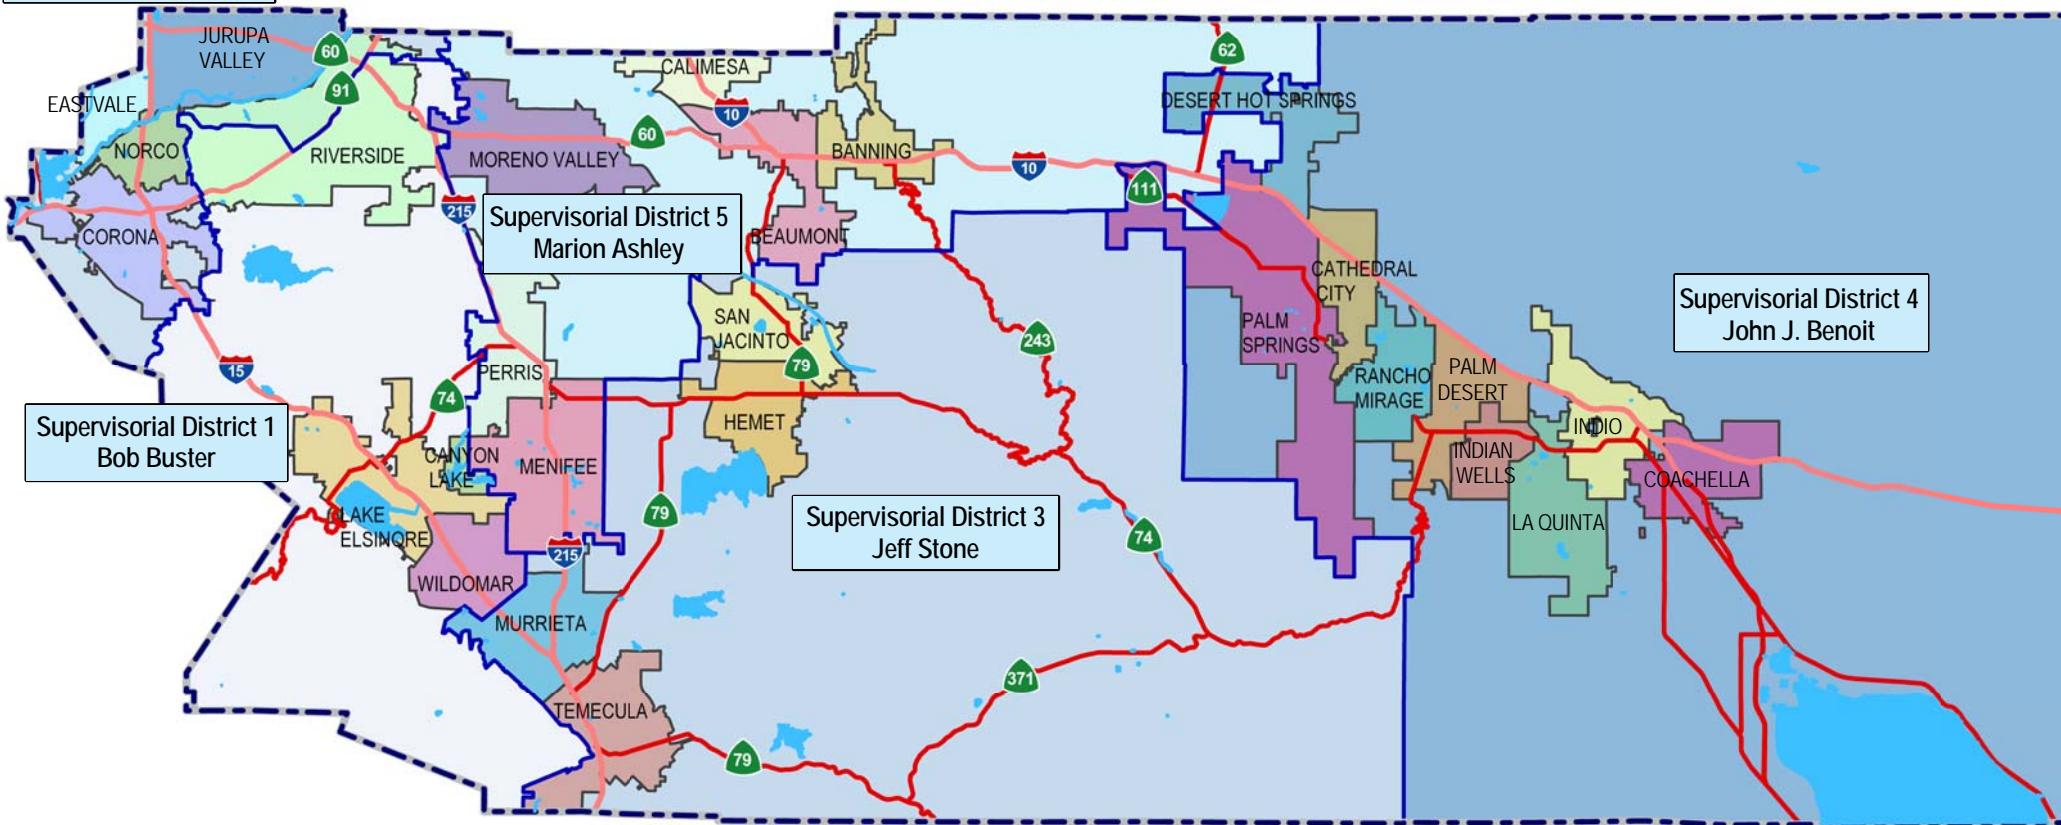 JURUPA
VALLEY
60
91
EASTVALE
NORCO
RIVERSIDE
CORONA
MORENO VALLEY
60
CALIMESA
10
BANNING
10
62
DESERT HOT SPRINGS
111
215
Supervisorial District 5
Marion Ashley
BEAUMONT
CATHEDRAL
CITY
Supervisorial District 4
John J. Benoit
SAN
JACINTO
79
243
PALM
SPRINGS
15
PERRIS
74
RANCHO
MIRAGE
PALM
DESERT
Supervisorial District 1
Bob Buster
HEMET
INDIO
CANYON
LAKE
MENIFEE
INDIAN
WELLS
COACHELLA
LAKE
ELSINORE
79
Supervisorial District 3
Jeff Stone
74
LA QUINTA
215
WILDOMAR
MURRIETA
371
TEMECULA
79